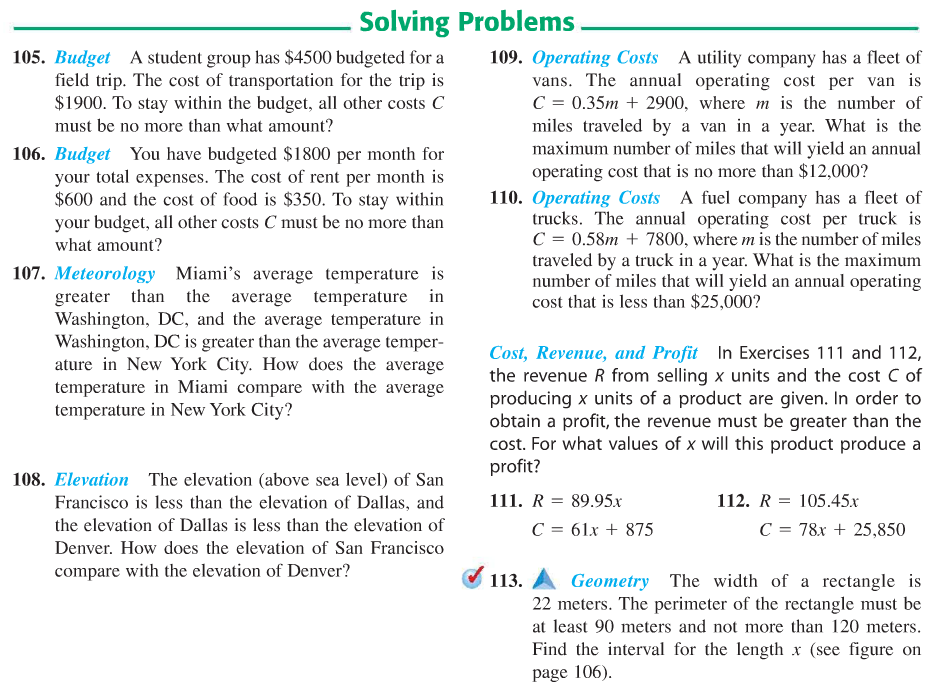 Solving Problems
105. Budget A student group has $4500 budgeted for a
field trip. The cost of transportation for the trip is
$1900. To stay within the budget, all other costs C
must be no more than what amount?
106. Budget You have budgeted $1800 per month for
your total expenses. The cost of rent per month is
$600 and the cost of food is $350. To stay within
your budget, all other costs C must be no more than
what amount?
107. Meteorology Miami's average temperature is
greater than the average temperature in
Washington, DC, and the average temperature in
Washington, DC is greater than the average temper-
ature in New York City. How does the average
temperature in Miami compare with the average
temperature in New York City?
108. Elevation The elevation (above sea level) of San
Francisco is less than the elevation of Dallas, and
the elevation of Dallas is less than the elevation of
Denver. How does the elevation of San Francisco
compare with the elevation of Denver?
109. Operating Costs A utility company has a fleet of
vans. The annual operating cost per van is
C = 0.35m + 2900, where m is the number of
miles traveled by a van in a year. What is the
maximum number of miles that will yield an annual
operating cost that is no more than $12,000?
110. Operating Costs A fuel company has a fleet of
trucks. The annual operating cost per truck is
C = 0.58m + 7800, where m is the number of miles
traveled by a truck in a year. What is the maximum
number of miles that will yield an annual operating
cost that is less than $25,000?
Cost, Revenue, and Profit In Exercises 111 and 112,
the revenue R from selling x units and the cost C of
producing x units of a product are given. In order to
obtain a profit, the revenue must be greater than the
cost. For what values of x will this product produce a
profit?
111. R = 89.95x
C = 61x + 875
112. R = 105.45x
C = 78x + 25,850
113. Geometry The width of a rectangle is
22 meters. The perimeter of the rectangle must be
at least 90 meters and not more than 120 meters.
Find the interval for the length x (see figure on
page 106).